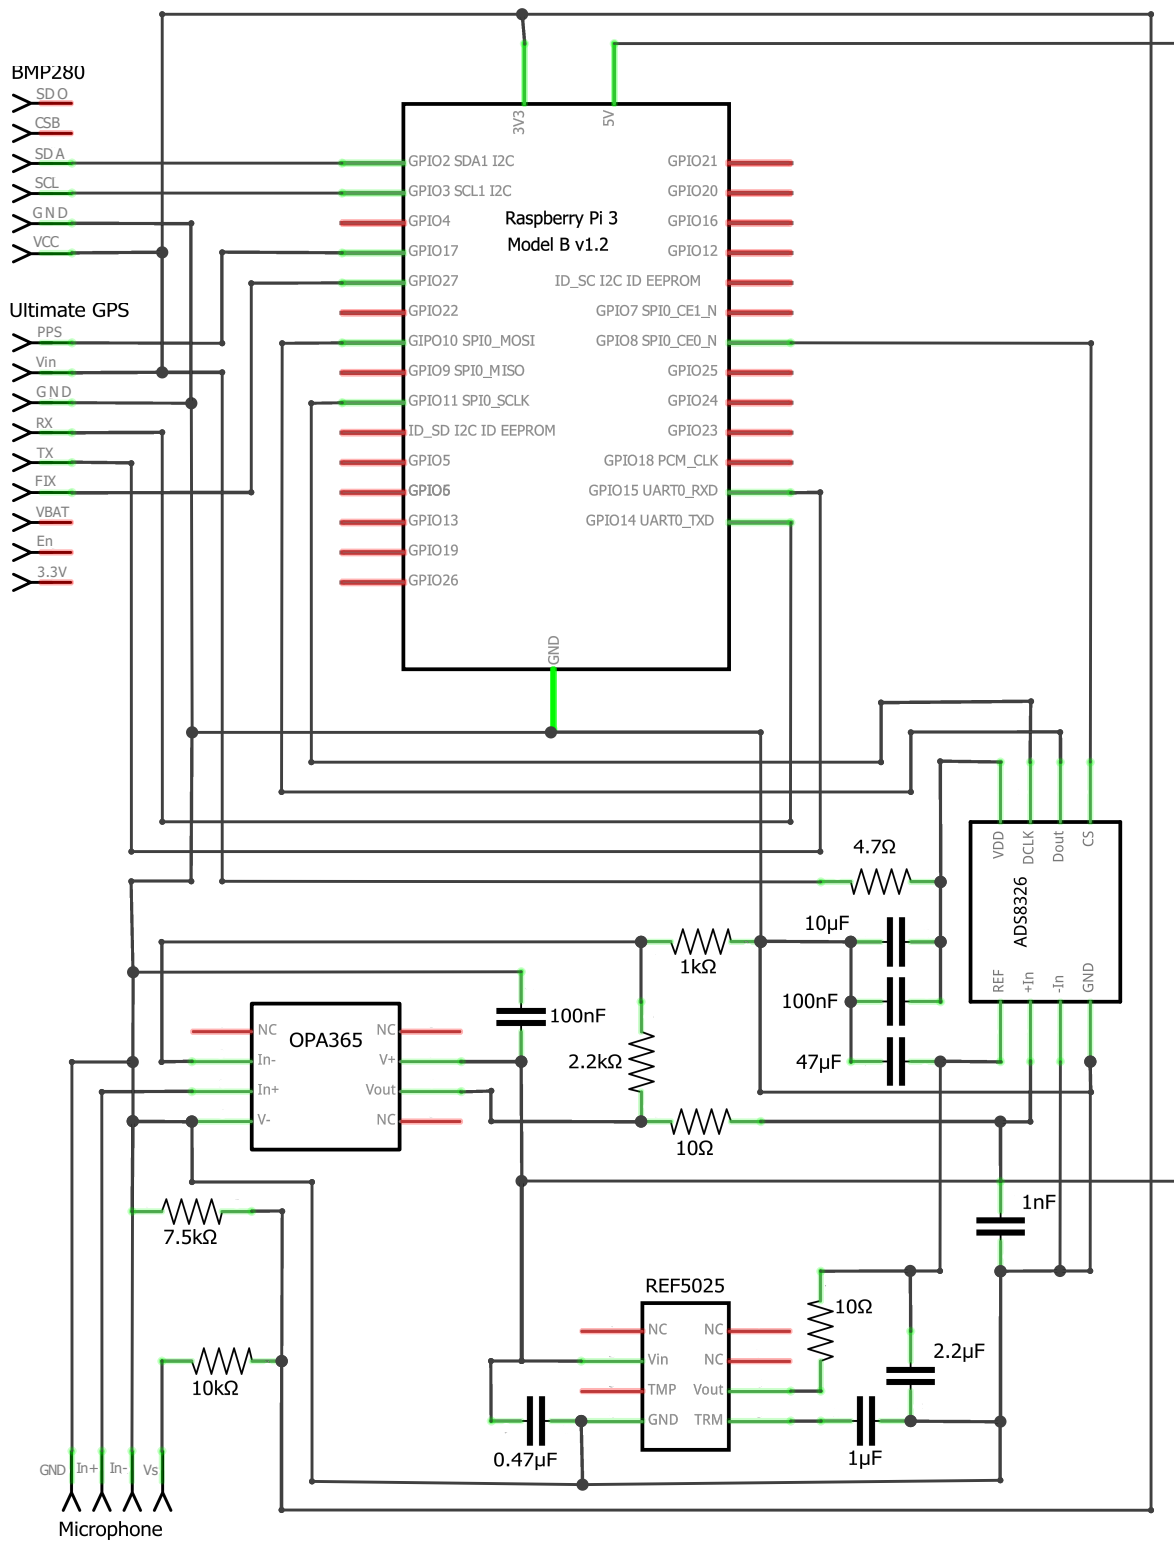 BMP280
SDO
CSB
SDA
SCL
GND
VCC
Ultimate GPS
PPS
Vin
GND
RX
TX
FIX
VBAT
En
3.3V
3V3
5V
GPIO2 SDA1 I2C
GPIO3 SCL1 I2C
GPIO4
GPIO17
GPIO27
GPIO22
GIPO10 SPI0_MOSI
GPIO9 SPI0_MISO
GPIO11 SPI0_SCLK
ID_SD I2C ID EEPROM
GPIO5
GPIO6
GPIO13
GPIO19
GPIO26
Raspberry Pi 3
Model B v1.2
GPIO21
GPIO20
GPIO16
GPIO12
ID_SC I2C ID EEPROM
GPIO7 SPI0_CE1_N
GPIO8 SPI0_CE0_N
GPIO25
GPIO24
GPIO23
GPIO18 PCM_CLK
GPIO15 UART0_RXD
GPIO14 UART0_TXD
GND
VDD
DCLK
Dout
CS
ADS8326
REF
+In
-In
GND
4.7Ω
10µF
100nF
47µF
1kΩ
2.2kΩ
10Ω
100nF
OPA365
NC
In-
In+
V-
NC
V+
Vout
NC
7.5kΩ
10kΩ
1nF
REF5025
NC
Vin
TMP
GND
NC
NC
Vout
TRM
10Ω
2.2µF
0.47µF
1µF
GND
In+
In-
Vs
Microphone